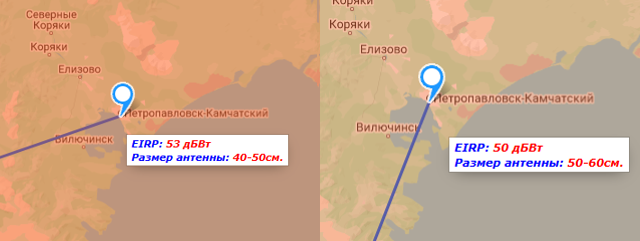 Северные
Коряки
Коряки
Елизово
Петропавловск-Камчатский
Вилючинск
EIRP: 53 дБВт
Размер антенны: 40-50см.
Коряки
Коряки
Елизово
Петропавловск-Камчатский
Вилючинск
EIRP: 50 дБВт
Размер антенны: 50-60см.